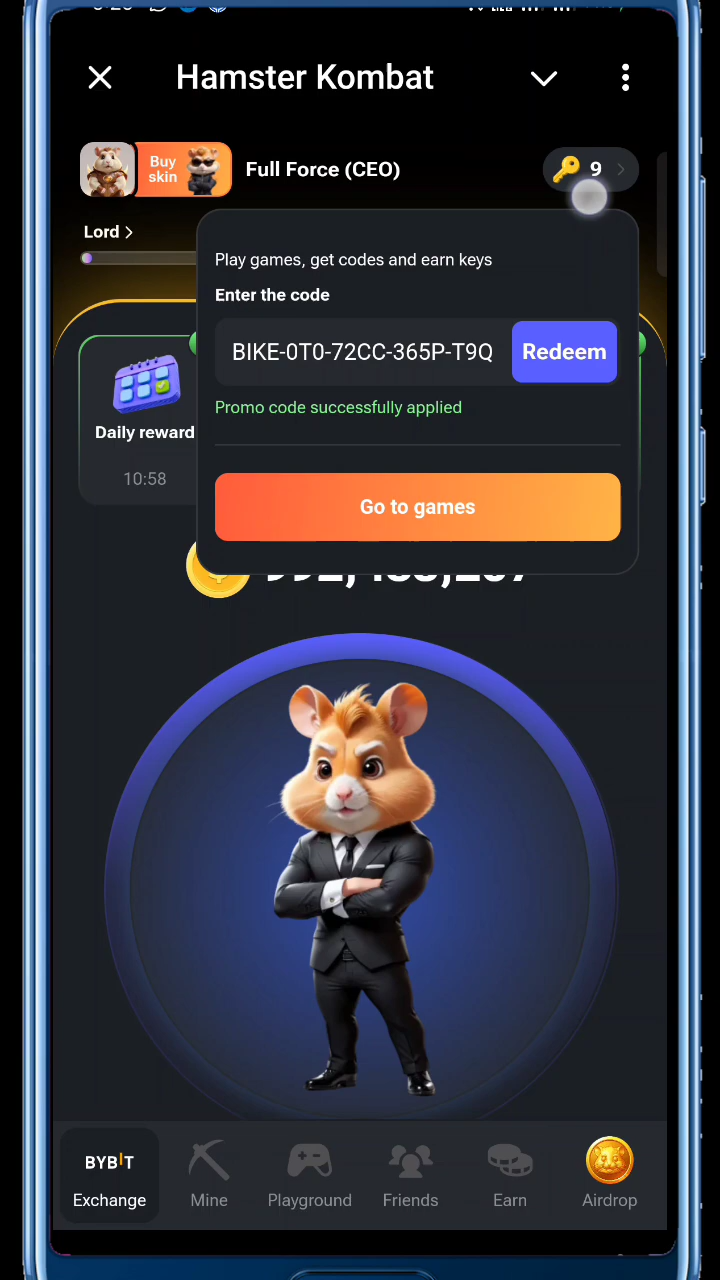 Hamster Kombat
Buy
skin
Full Force (CEO)
9
Lord >
Play games, get codes and earn keys
Enter the code
BIKE-0T0-72CC-365P-T9Q
Redeem
Promo code successfully applied
Daily reward
10:58
Go to games
BYBIT
Exchange
Mine
Playground
Friends
Earn
Airdrop